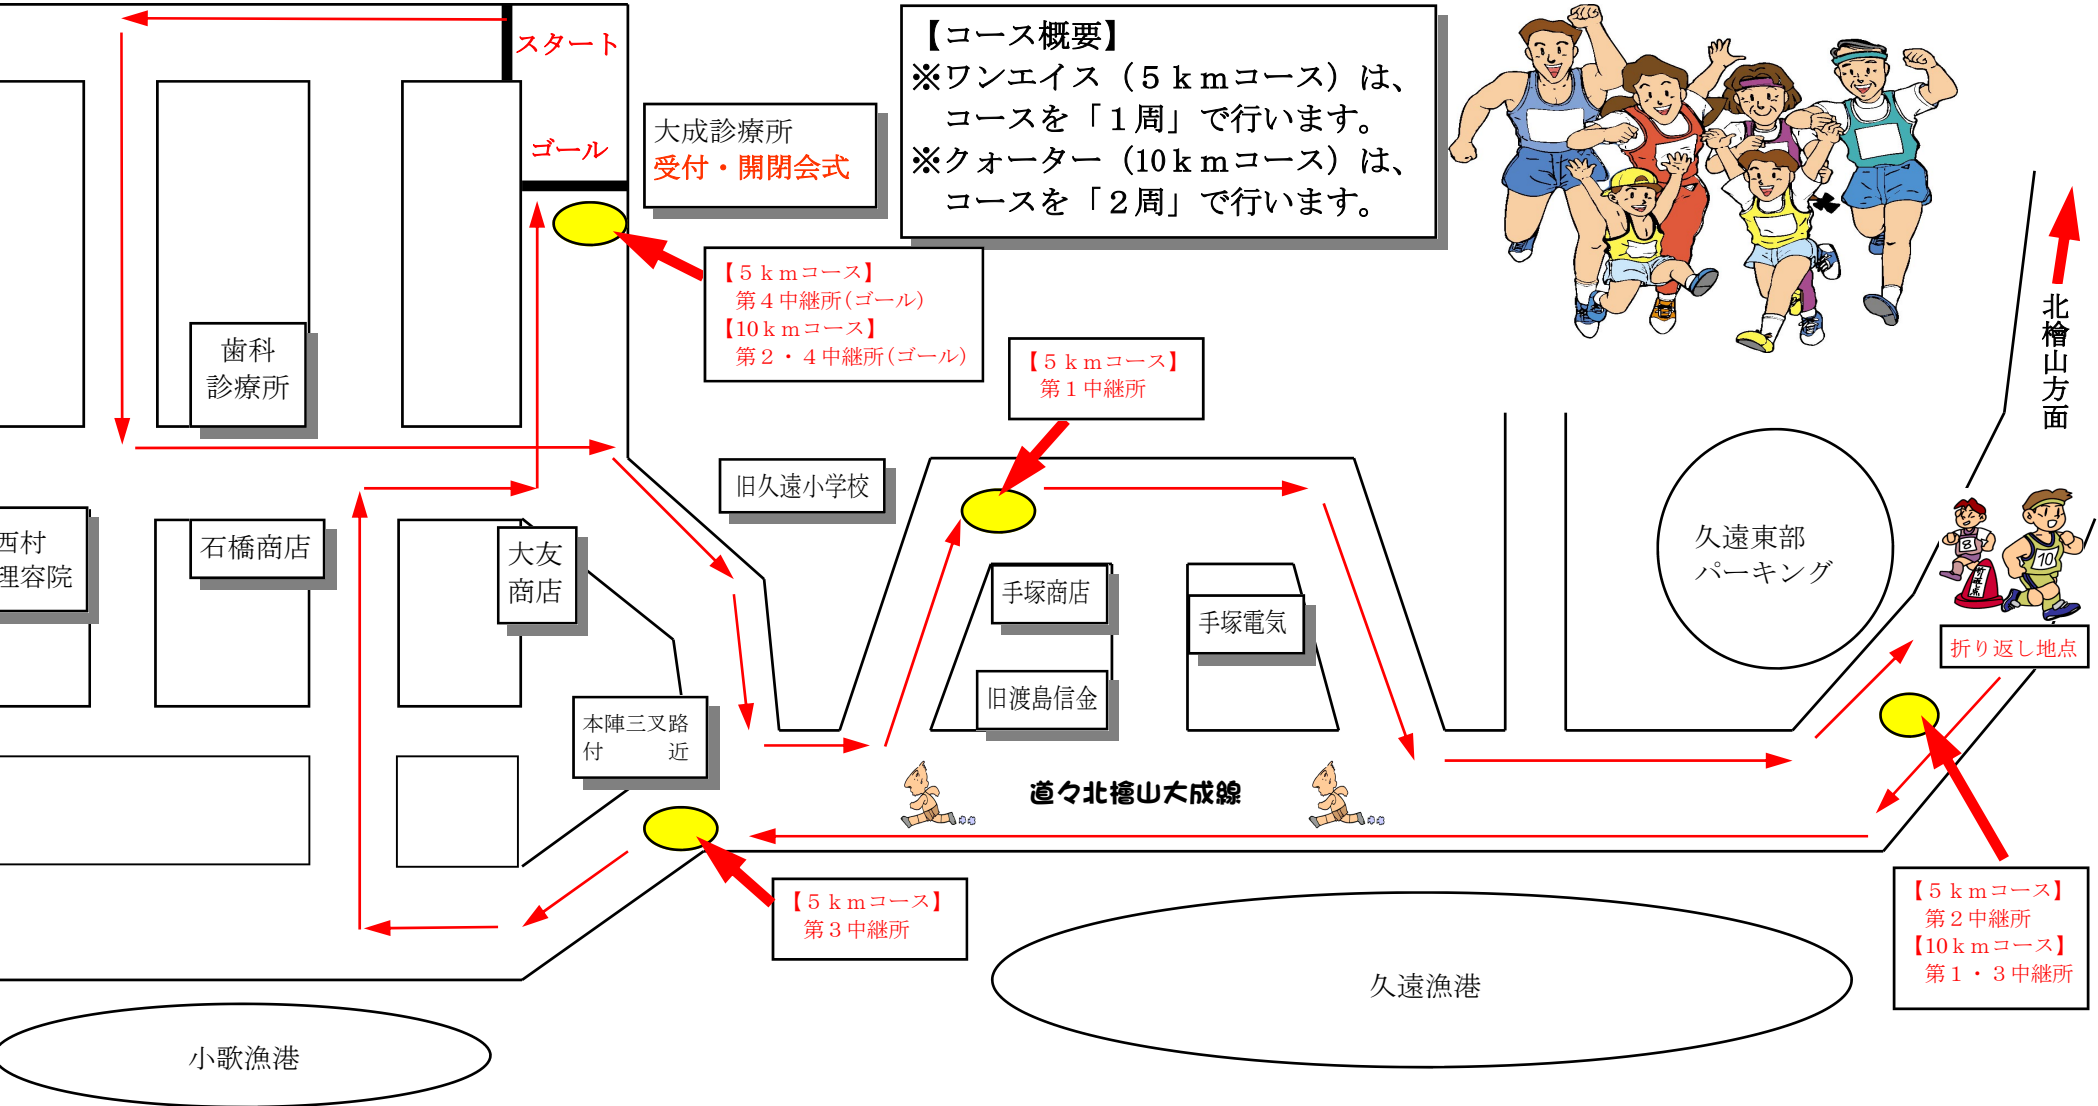 スタート
ゴール
大成診療所
受付・開閉会式
【コース概要】
※ワンエイス（５ｋｍコース）は、
コースを「１周」で行います。
※クォーター（10ｋｍコース）は、
コースを「２周」で行います。
【５ｋｍコース】
第４中継所(ゴール)
【10ｋｍコース】
第２・４中継所(ゴール)
【５ｋｍコース】
第１中継所
北檜山方面
歯科
診療所
旧久遠小学校
西村
理容院
石橋商店
大友
商店
手塚商店
手塚電気
旧渡島信金
久遠東部
パーキング
8
10
折返点
折り返し地点
本陣三叉路
付　　近
道々北檜山大成線
【５ｋｍコース】
第３中継所
【５ｋｍコース】
第２中継所
【10ｋｍコース】
第１・３中継所
久遠漁港
小歌漁港